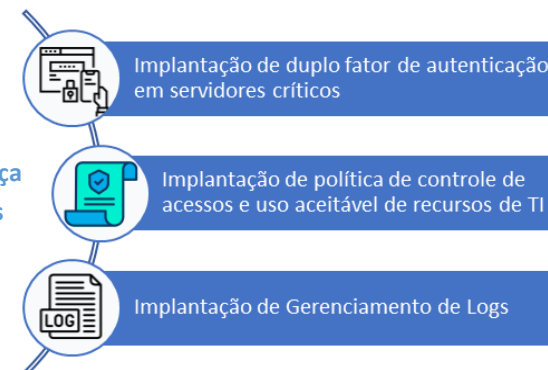 Implantação de duplo fator de autenticação
em servidores críticos
ça
s
Implantação de política de controle de
acessos e uso aceitável de recursos de TI
LOG
Implantação de Gerenciamento de Logs